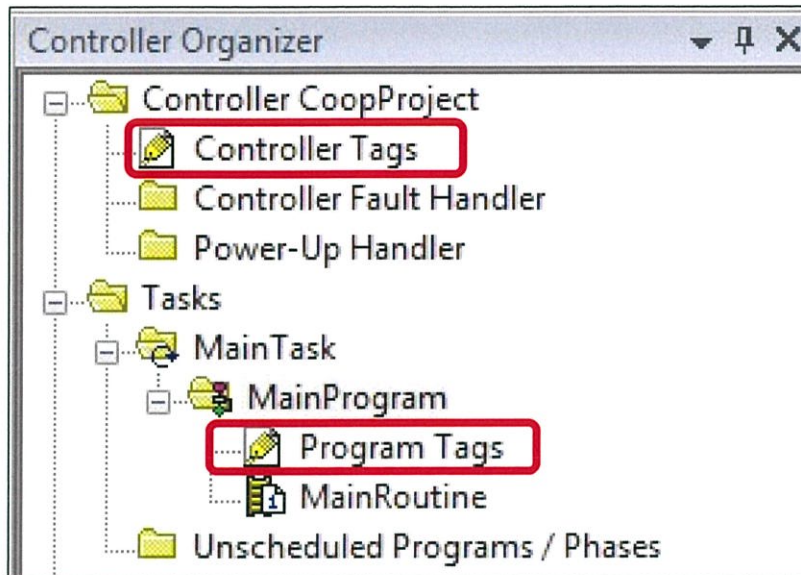 Controller Organizer
Controller CoopProject
Controller Tags
Controller Fault Handler
Power-Up Handler
Tasks
MainTask
MainProgram
Program Tags
MainRoutine
Unscheduled Programs / Phases